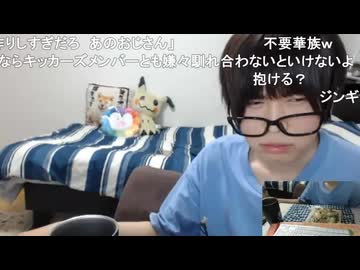 作りしすぎだろ　あのおじさん」
不要華族w
ならキッカーズメンバーとも嫌々馴れ合わないといけないよ
抱ける？
ジンギ